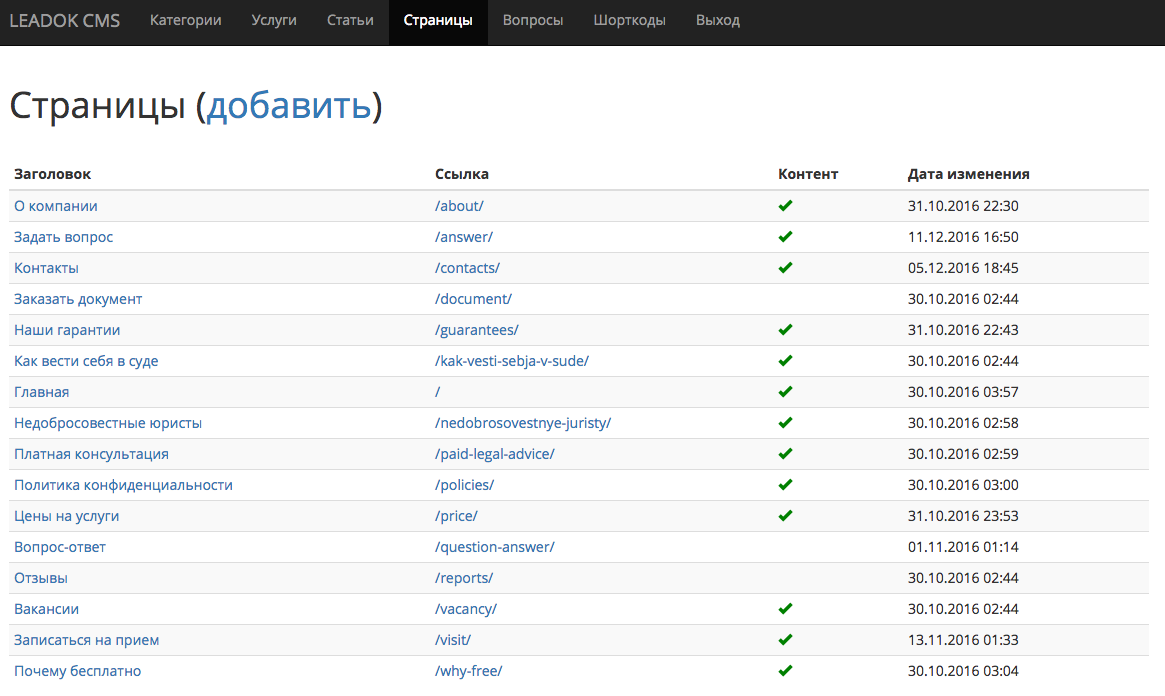 LEADOK CMS Категории Услуги Статьи Страницы Вопросы Шорткоды Выход
Страницы (добавить)
Заголовок Ссылка Контент Дата изменения
О компании /about/ 31.10.2016 22:30
Задать вопрос /answer/ 11.12.2016 16:50
Контакты /contacts/ 05.12.2016 18:45
Заказать документ /document/ 30.10.2016 02:44
Наши гарантии /guarantees/ 31.10.2016 22:43
Как вести себя в суде /kak-vesti-sebja-v-sude/ 30.10.2016 02:44
Главная / 30.10.2016 03:57
Недобросовестные юристы /nedobrosovestnye-juristy/ 30.10.2016 02:58
Платная консультация /paid-legal-advice/ 30.10.2016 02:59
Политика конфиденциальности /policies/ 30.10.2016 03:00
Цены на услуги /price/ 31.10.2016 23:53
Вопрос-ответ /question-answer/ 01.11.2016 01:14
Отзывы /reports/ 30.10.2016 02:44
Вакансии /vacancy/ 30.10.2016 02:44
Записаться на прием /visit/ 13.11.2016 01:33
Почему бесплатно /why-free/ 30.10.2016 03:04